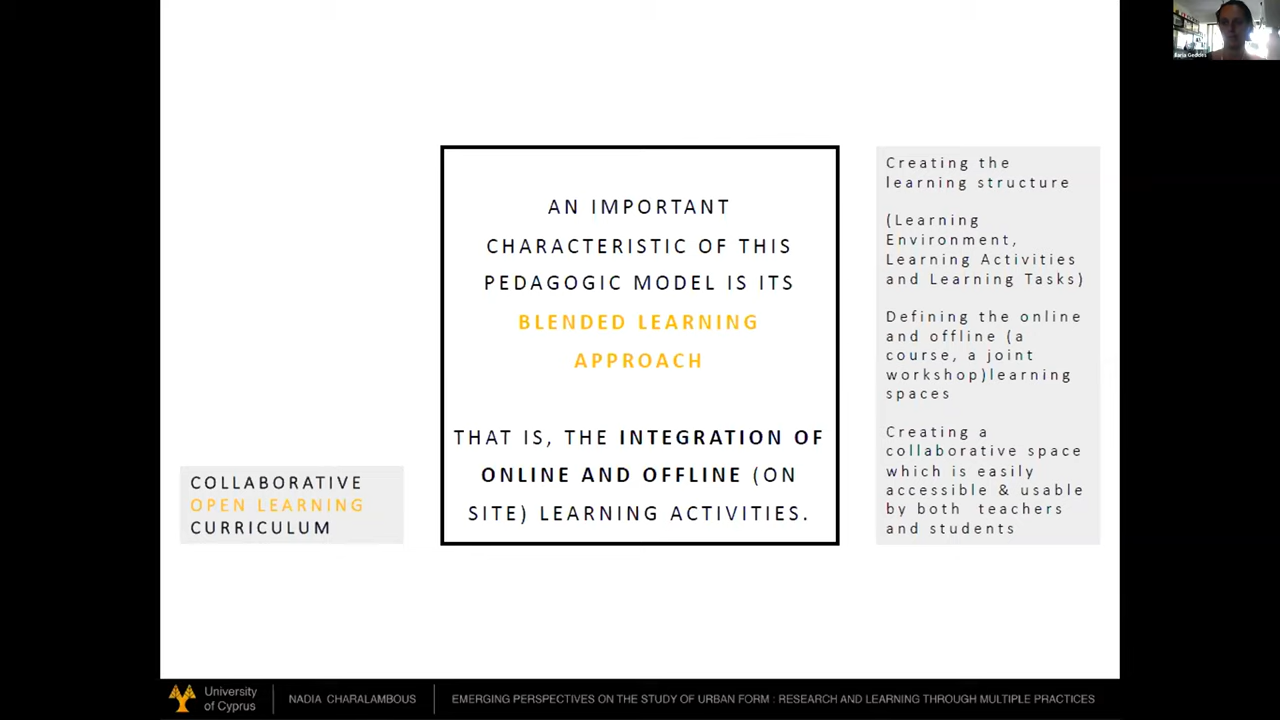 Ilaria Geddes
COLLABORATIVE
OPEN LEARNING
CURRICULUM
AN IMPORTANT
CHARACTERISTIC OF THIS
PEDAGOGIC MODEL IS ITS
BLENDED LEARNING
APPROACH
THAT IS, THE INTEGRATION OF
ONLINE AND OFFLINE (ON
SITE) LEARNING ACTIVITIES.
Creating the
learning structure
(Learning
Environment,
Learning Activities
and Learning Tasks)
Defining the online
and offline (a
course, a joint
workshop)learning
spaces
Creating a
collaborative space
which is easily
accessible & usable
by both teachers
and students
University
of Cyprus
NADIA CHARALAMBOUS
EMERGING PERSPECTIVES ON THE STUDY OF URBAN FORM : RESEARCH AND LEARNING THROUGH MULTIPLE PRACTICES